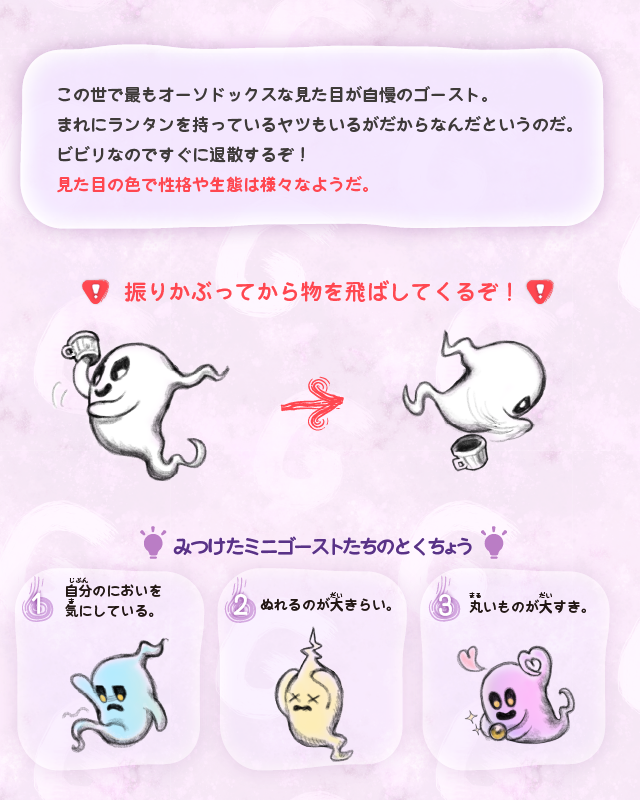 この世で最もオーソドックスな見た目が自慢のゴースト。
まれにランタンを持っているヤツもいるがだからなんだというのだ。
ビビりなのですぐに退散するぞ！
見た目の色で性格や生態は様々なようだ。
振りかぶってから物を飛ばしてくるぞ！
みつけたミニゴーストたちのとくちょう
1
じぶん
自分のにおいを
き
気にしている。
2
だい
ぬれるのが大きらい。
3
まる だい
丸いものが大すき。